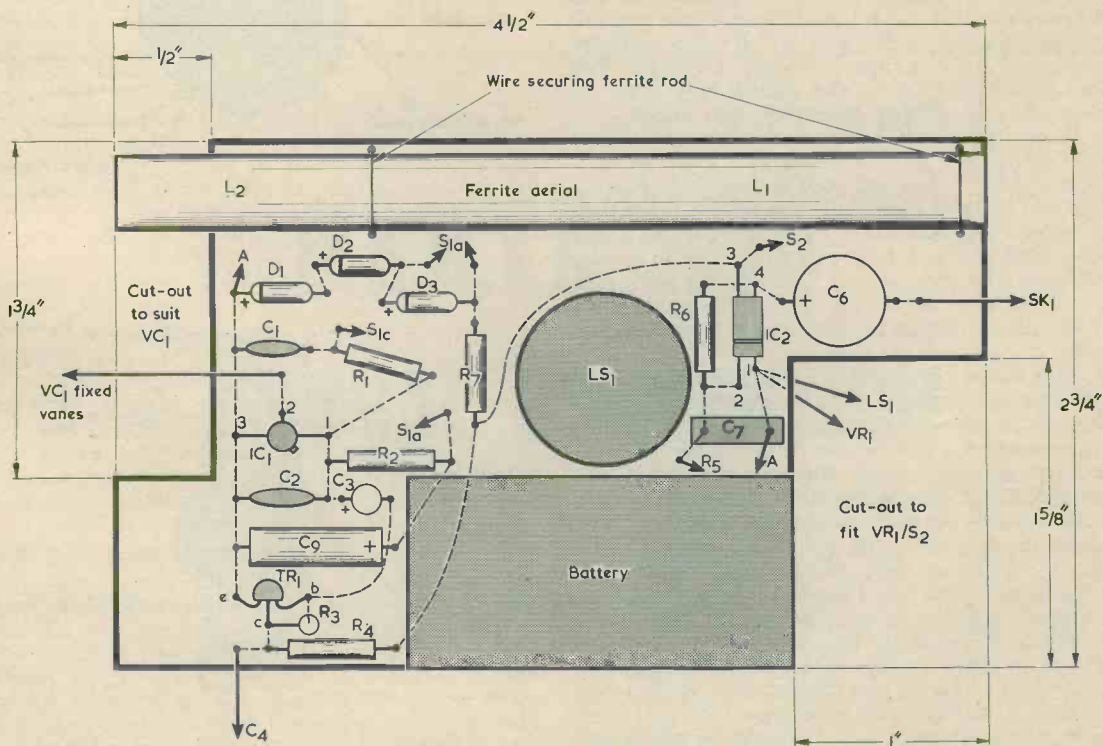 4 1/2"
1/2"
Wire securing ferrite rod
L2
Ferrite aerial
L1
1 3/4"
2 3/4"
Cut-out
to suit
VC1
A
+
D1
+
D2
S1a
+
D3
3
S2
4
R6
IC2
+
C6
SK1
C1
S1c
R1
R7
LS1
1
2
LS1
VR1
VC1 fixed
vanes
2
3
1
IC1
S1a
C7
R5
A
R2
C2
C3
+
Cut-out to
fit VR1/S2
1 5/8"
C9
+
Battery
TR1
e
b
c
R3
R4
C4
1"